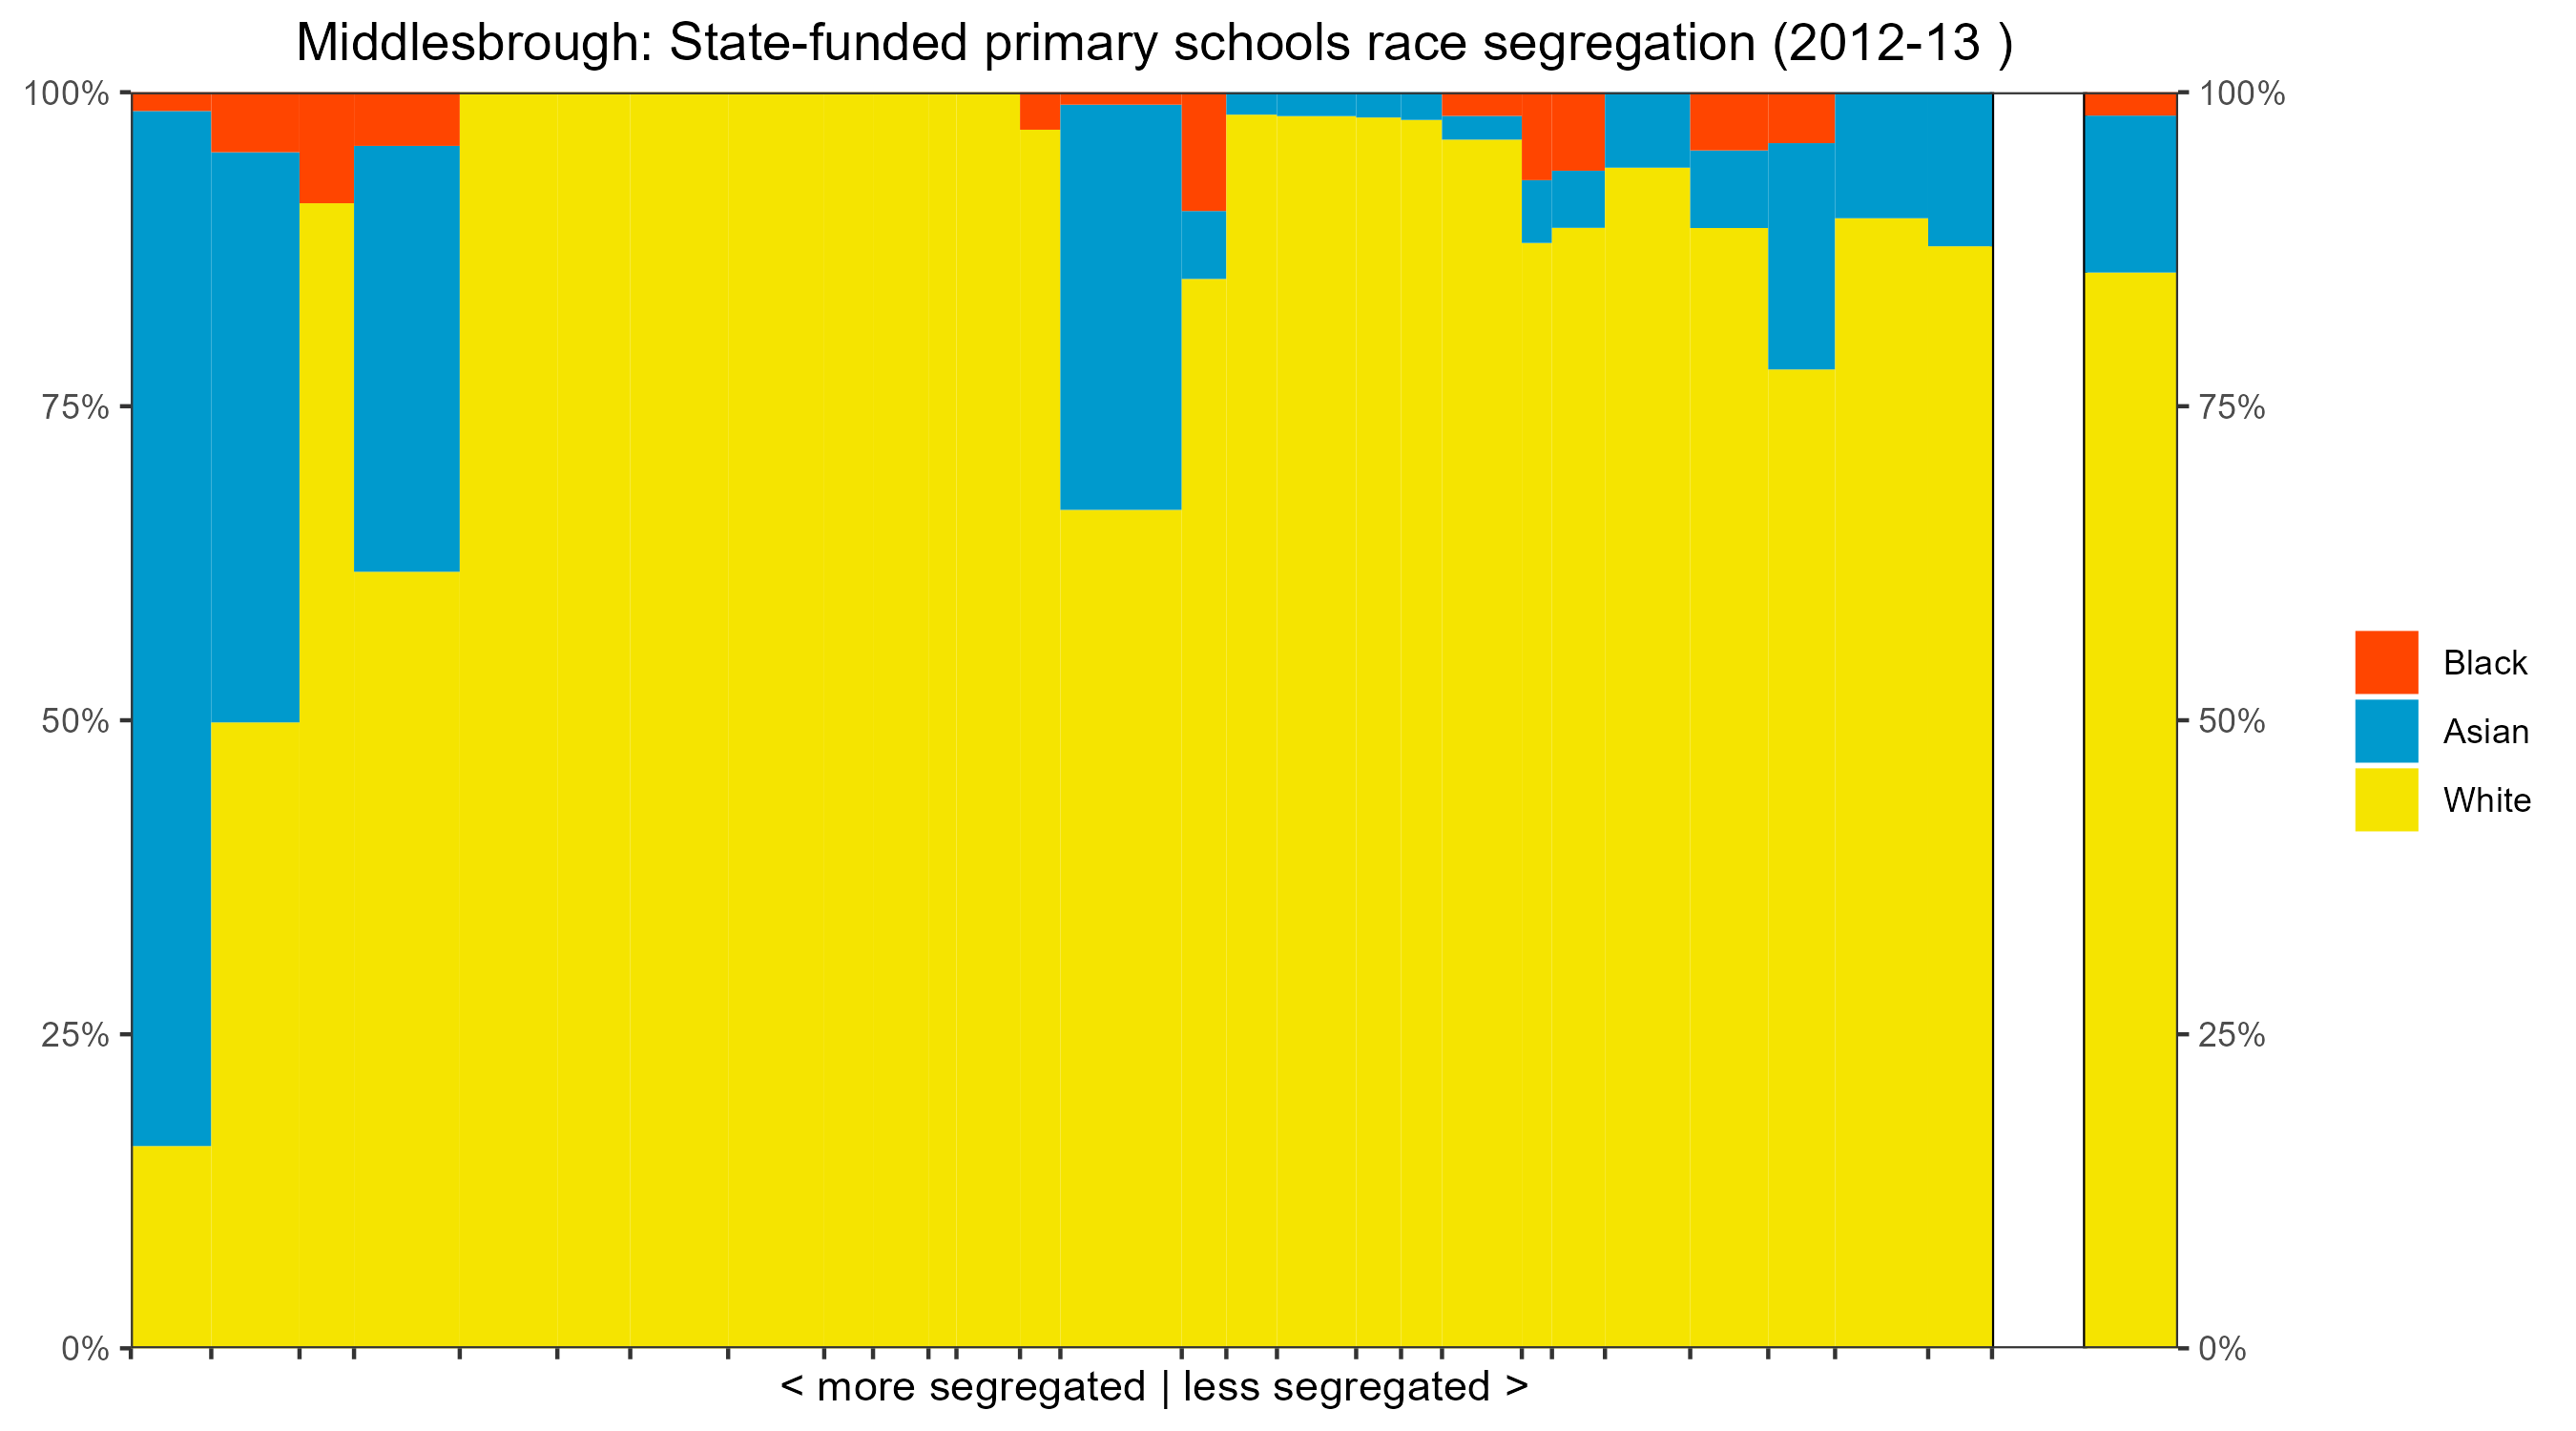 Middlesbrough: State-funded primary schools race segregation (2012-13 )
100%
75%
50%
25%
0%
100%
75%
50%
25%
0%
Black
Asian
White
< more segregated | less segregated >